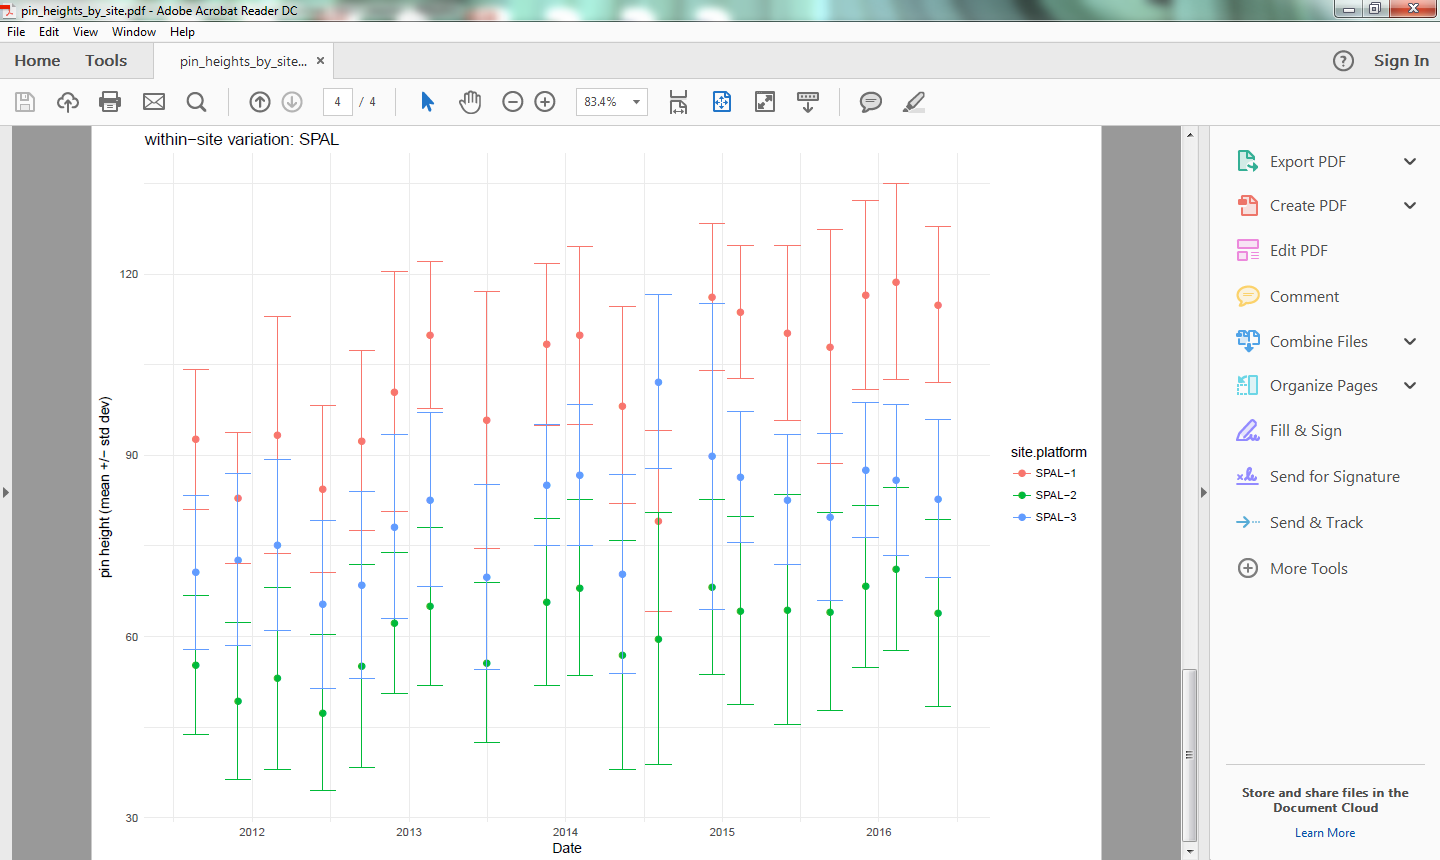 pin_heights_by_site.pdf - Adobe Acrobat Reader DC
File Edit View Window Help
Home Tools pin_heights_by_site... × ? Sign In
4 / 4 83.4%
within−site variation: SPAL
120
90
60
30
pin height (mean +/− std dev)
2012 2013 2014 2015 2016
Date
site.platform
SPAL−1
SPAL−2
SPAL−3
Export PDF
Create PDF
Edit PDF
Comment
Combine Files
Organize Pages
Fill & Sign
Send for Signature
Send & Track
More Tools
Store and share files in the
Document Cloud
Learn More